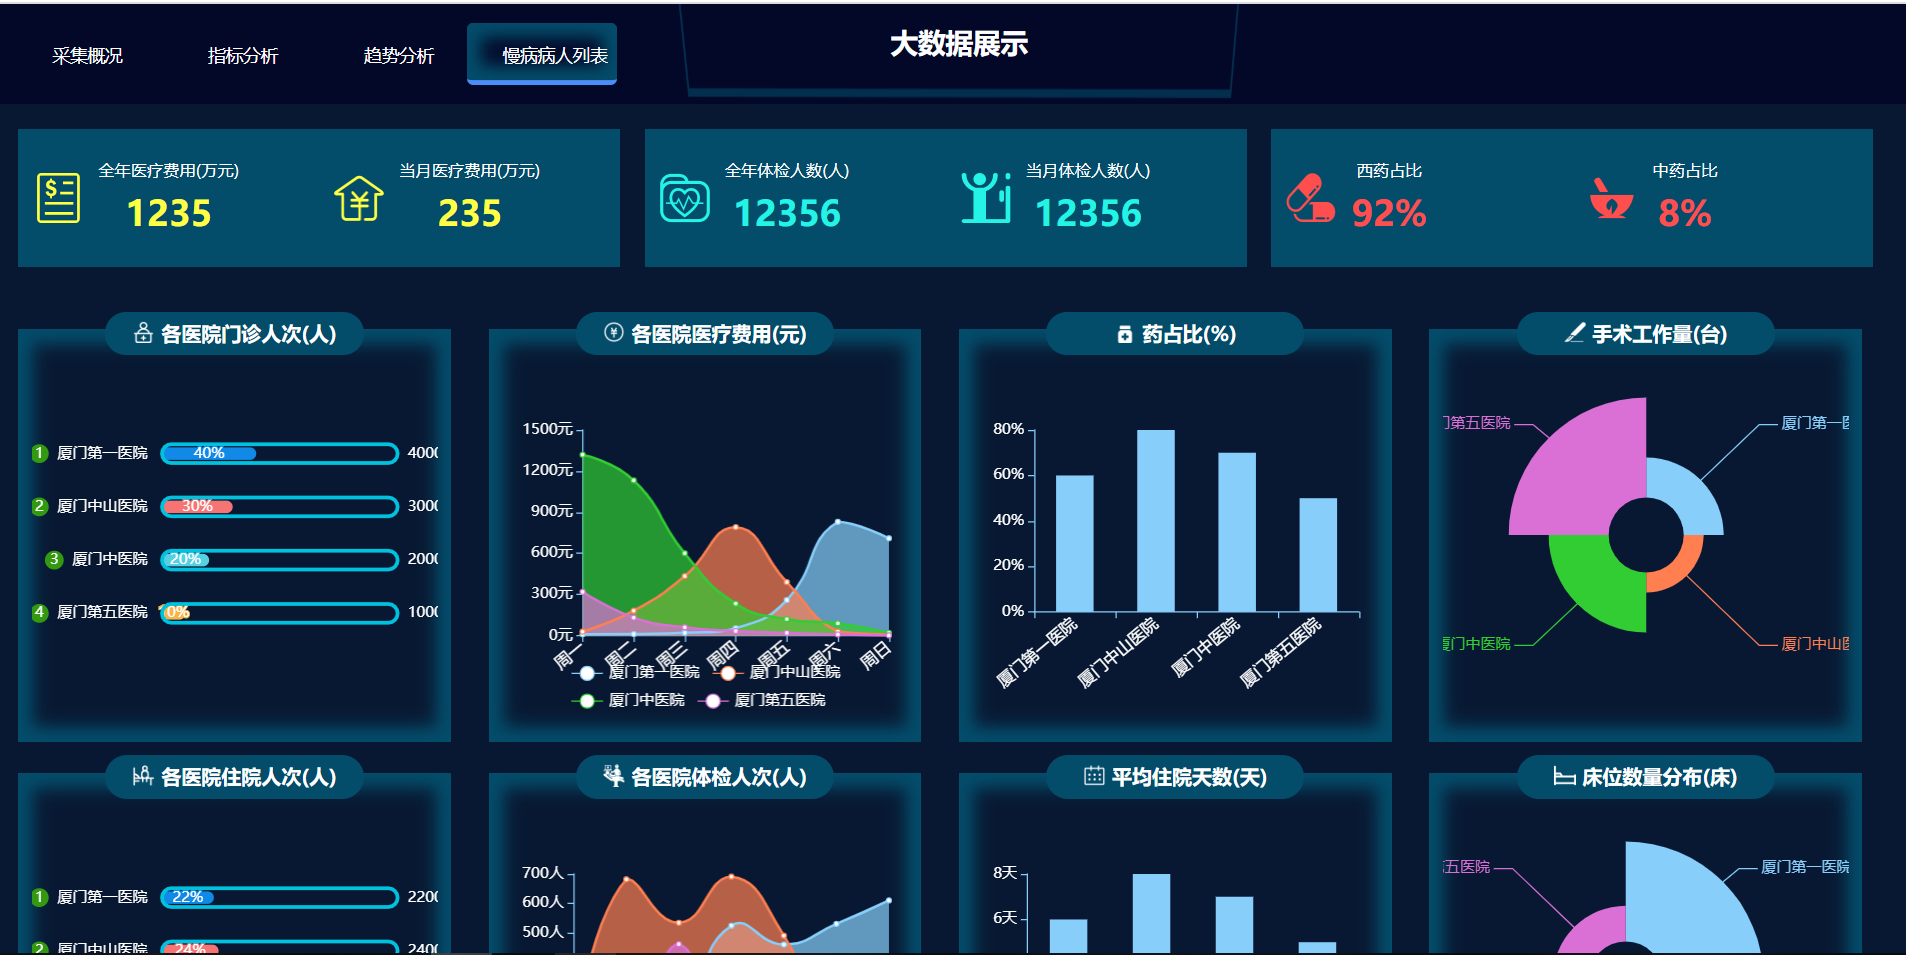 采集概况
指标分析
趋势分析
慢病病人列表
大数据展示
全年医疗费用(万元)
1235
当月医疗费用(万元)
235
全年体检人数(人)
12356
当月体检人数(人)
12356
西药占比
92%
中药占比
8%
各医院门诊人次(人)
1 厦门第一医院 40% 4000
2 厦门中山医院 30% 3000
3 厦门中医院 20% 2000
4 厦门第五医院 10% 1000
各医院医疗费用(元)
1500元
1200元
900元
600元
300元
0元
周一 周二 周三 周四 周五 周六 周日
厦门第一医院 厦门中山医院
厦门中医院 厦门第五医院
药占比(%)
80%
60%
40%
20%
0%
厦门第一医院 厦门中山医院 厦门中医院 厦门第五医院
手术工作量(台)
门第五医院
厦门第一医
厦门中医院
厦门中山医
各医院住院人次(人)
1 厦门第一医院 22% 2200
2 厦门中山医院 24% 2400
各医院体检人次(人)
700人
600人
500人
平均住院天数(天)
8天
6天
床位数量分布(床)
五医院
厦门第一医院